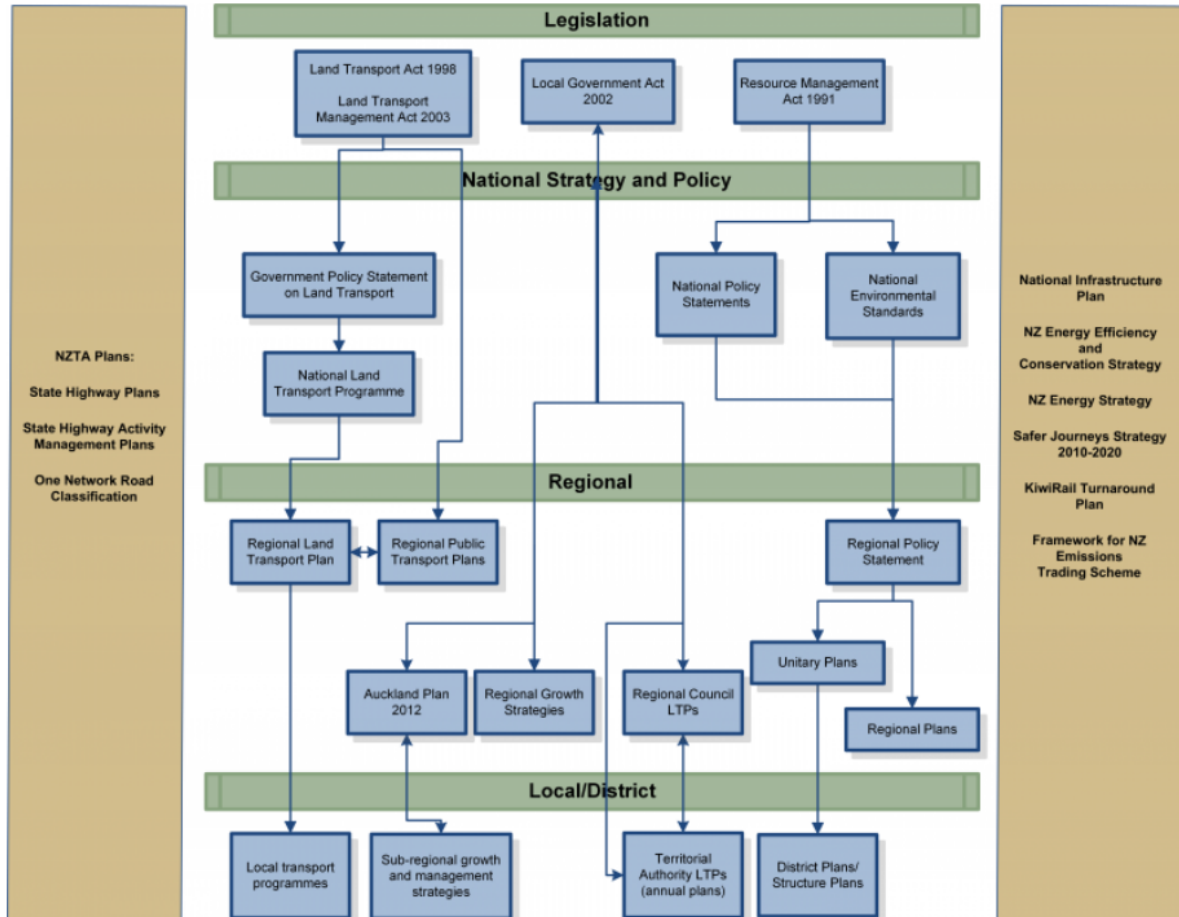 Legislation
Land Transport Act 1998
Land Transport
Management Act 2003
Local Government Act
2002
Resource Management
Act 1991
National Strategy and Policy
Government Policy Statement
on Land Transport
National Policy
Statements
National
Environmental
Standards
National Land
Transport Programme
NZTA Plans:
State Highway Plans
State Highway Activity
Management Plans
One Network Road
Classification
National Infrastructure
Plan
NZ Energy Efficiency
and
Conservation Strategy
NZ Energy Strategy
Safer Journeys Strategy
2010-2020
KiwiRail Turnaround
Plan
Framework for NZ
Emissions
Trading Scheme
Regional
Regional Land
Transport Plan
Regional Public
Transport Plans
Regional Policy
Statement
Auckland Plan
2012
Regional Growth
Strategies
Regional Council
LTPs
Unitary Plans
Regional Plans
Local/District
Local transport
programmes
Sub-regional growth
and management
strategies
Territorial
Authority LTPs
(annual plans)
District Plans/
Structure Plans